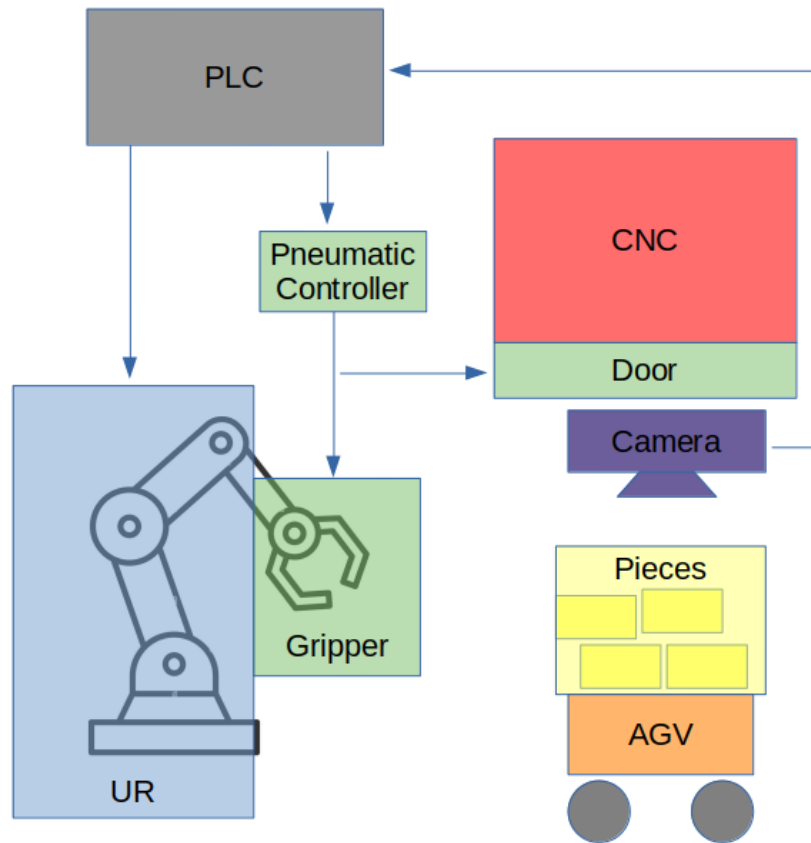 PLC
CNC
Pneumatic
Controller
Door
Camera
Pieces
Gripper
AGV
UR